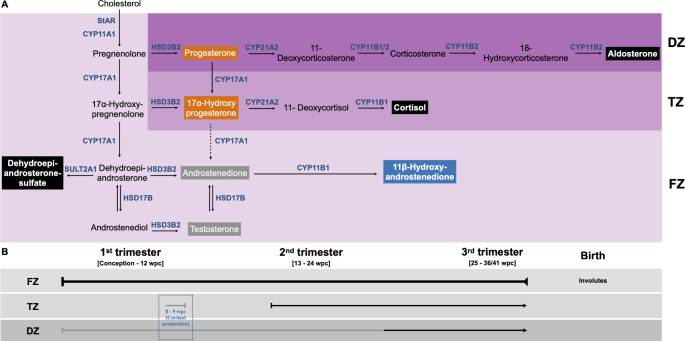 A
Cholesterol
StAR
CYP11A1
Pregnenolone
HSD3B2
Progesterone
CYP21A2
11-
Deoxycorticosterone
CYP11B1/2
Corticosterone
CYP11B2
18-
Hydroxycorticosterone
CYP11B2
Aldosterone
DZ
CYP17A1
CYP17A1
17α-Hydroxy-
pregnenolone
HSD3B2
17α-Hydroxy
progesterone
CYP21A2
11- Deoxycortisol
CYP11B1
Cortisol
TZ
CYP17A1
CYP17A1
Dehydroepi-
androsterone-
sulfate
SULT2A1
Dehydroepi-
androsterone
HSD3B2
Androstenedione
CYP11B1
11β-Hydroxy-
androstenedione
FZ
HSD17B
HSD17B
Androstenediol
HSD3B2
Testosterone
B
1st trimester
[Conception - 12 wpc]
2nd trimester
[13 - 24 wpc]
3rd trimester
[25 - 36/41 wpc]
Birth
FZ
Involutes
TZ
8 - 9 wpc
(Cortisol
production)
DZ